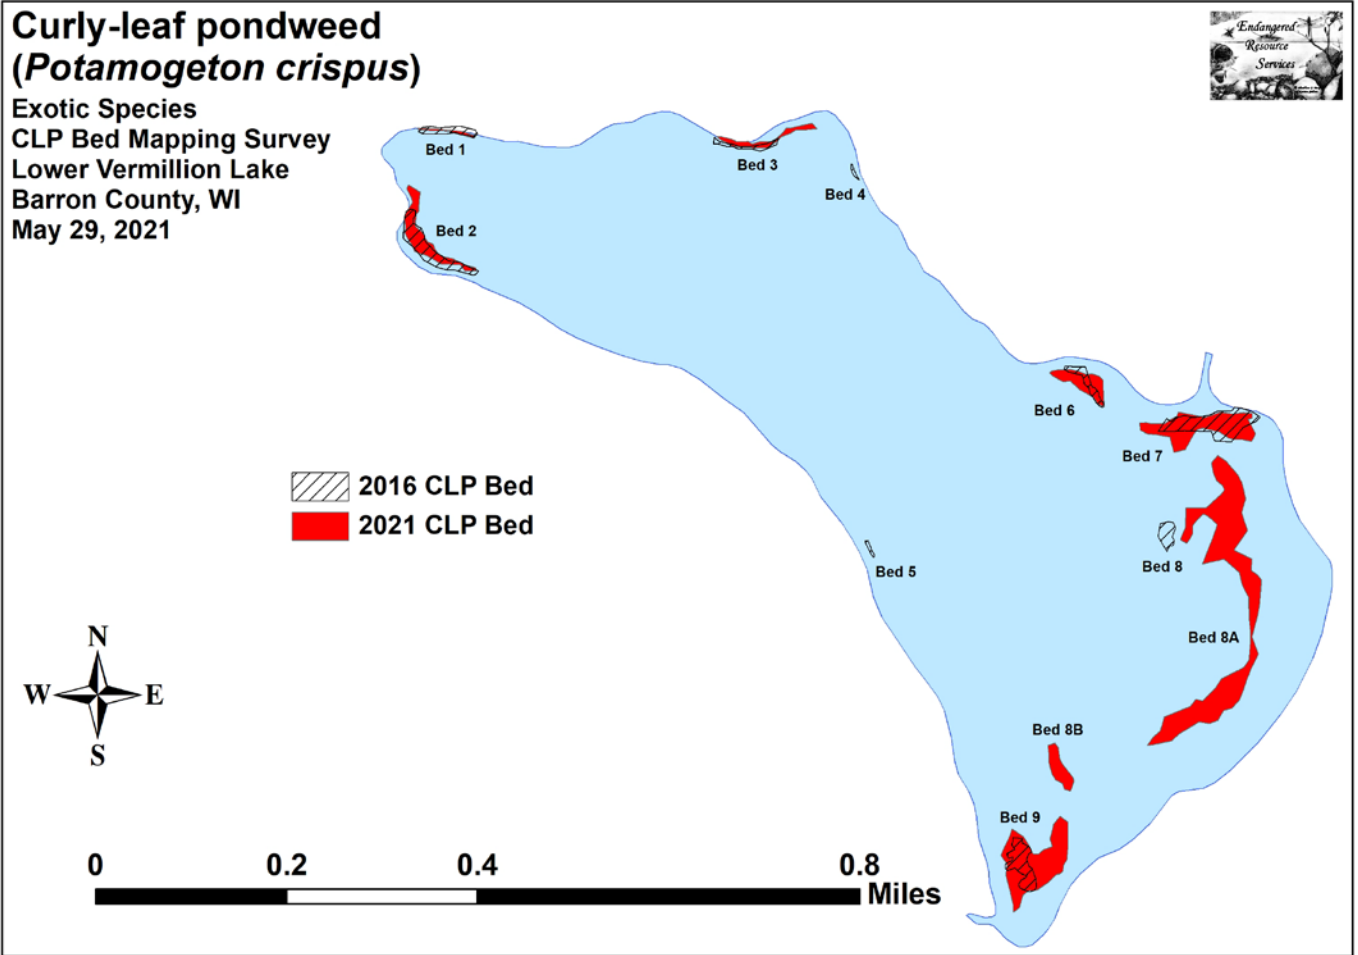 Curly-leaf pondweed
(Potamogeton crispus)
Exotic Species
CLP Bed Mapping Survey
Lower Vermillion Lake
Barron County, WI
May 29, 2021
Endangered
Resource
Services
Bed 1
Bed 2
Bed 3
Bed 4
Bed 6
Bed 7
2016 CLP Bed
2021 CLP Bed
Bed 5
Bed 8
Bed 8A
N
W E
S
Bed 8B
Bed 9
0 0.2 0.4 0.8
Miles